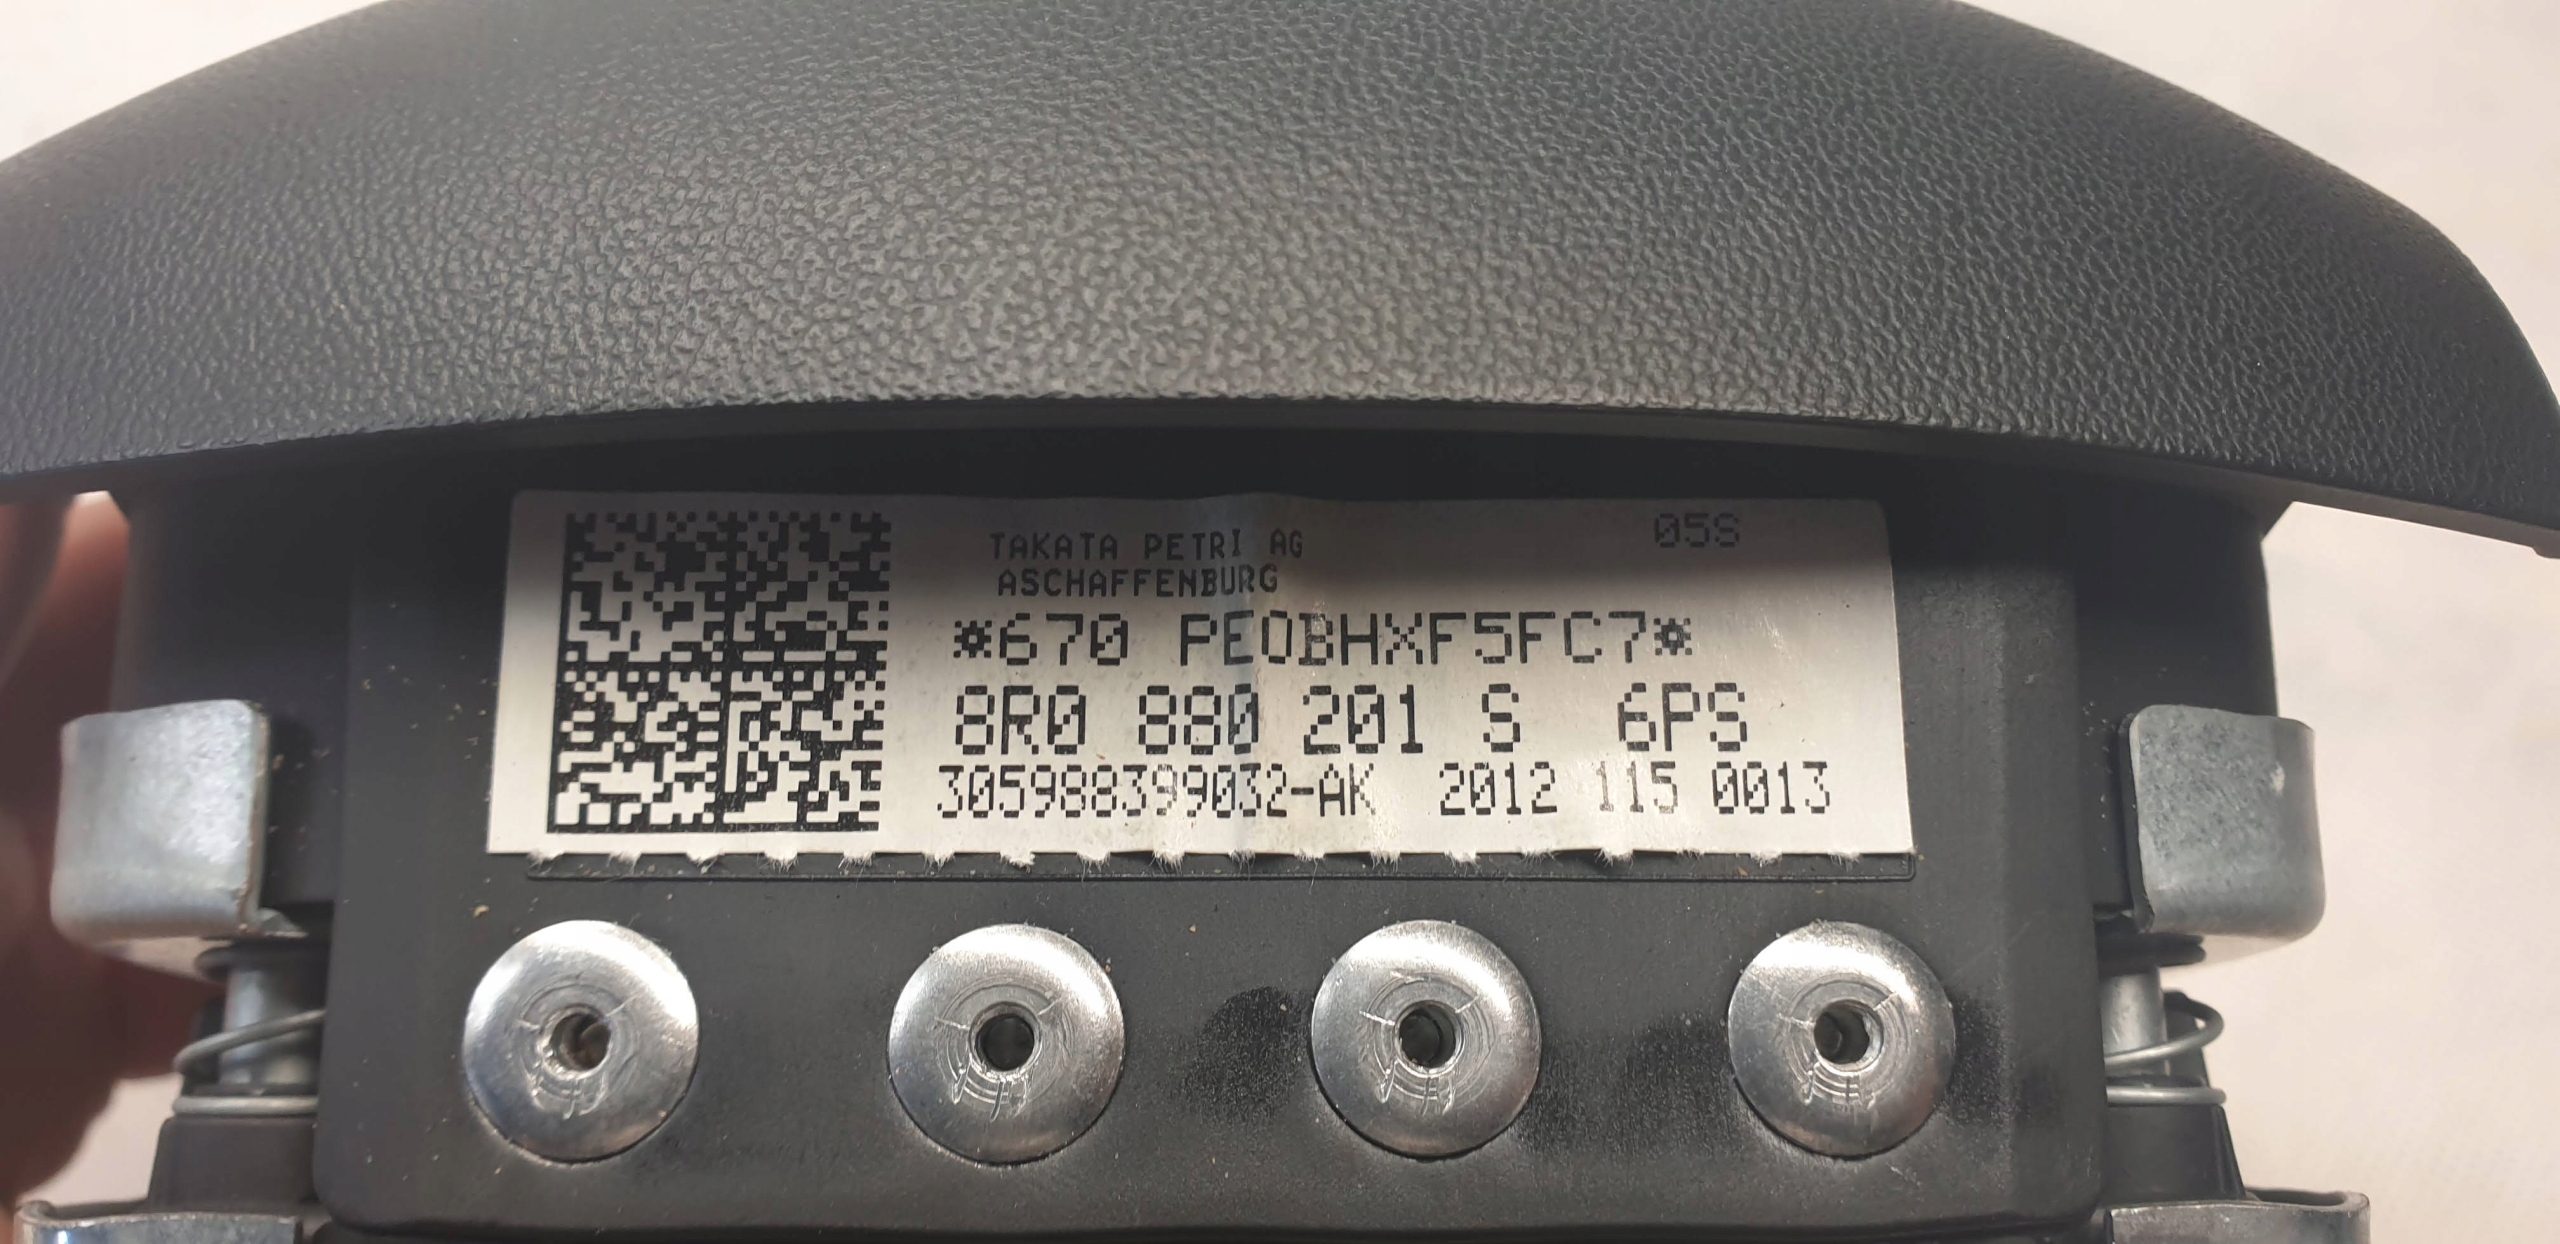 05S
TAKATA PETRI AG
ASCHAFFENBURG
*670 PE0BHXF5FC7*
8R0 880 201 S 6PS
305988399032-AK 2012 115 0013